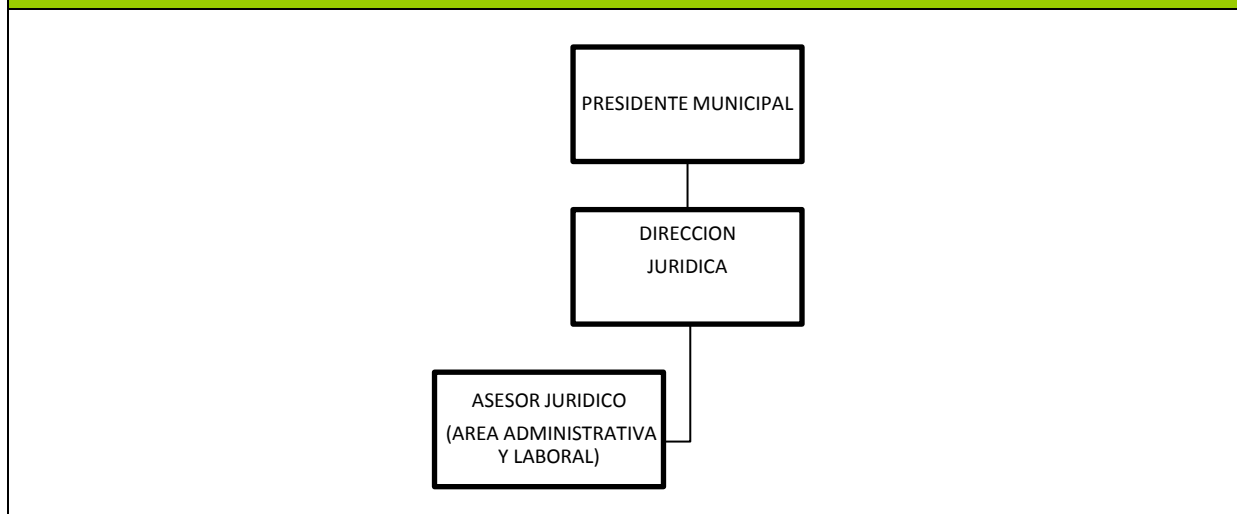 PRESIDENTE MUNICIPAL
DIRECCION
JURIDICA
ASESOR JURIDICO
(AREA ADMINISTRATIVA
Y LABORAL)